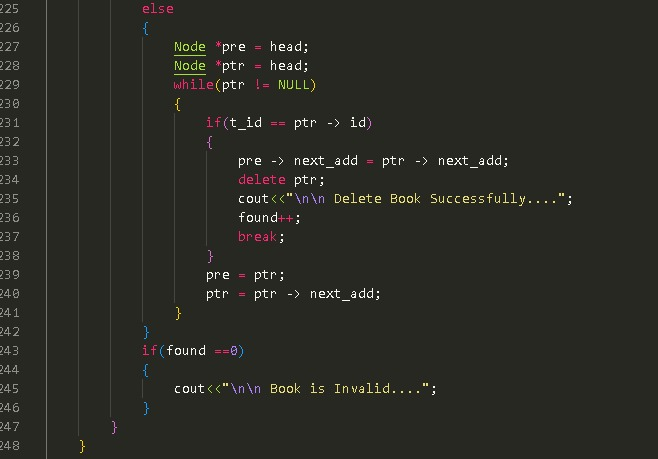 225 else
226 {
227 Node *pre = head;
228 Node *ptr = head;
229 while(ptr != NULL)
230 {
231 if(t_id == ptr -> id)
232 {
233 pre -> next_add = ptr -> next_add;
234 delete ptr;
235 cout<<"\n\n Delete Book Successfully....";
236 found++;
237 break;
238 }
239 pre = ptr;
240 ptr = ptr -> next_add;
241 }
242 }
243 if(found ==0)
244 {
245 cout<<"\n\n Book is Invalid....";
246 }
247 }
248 }